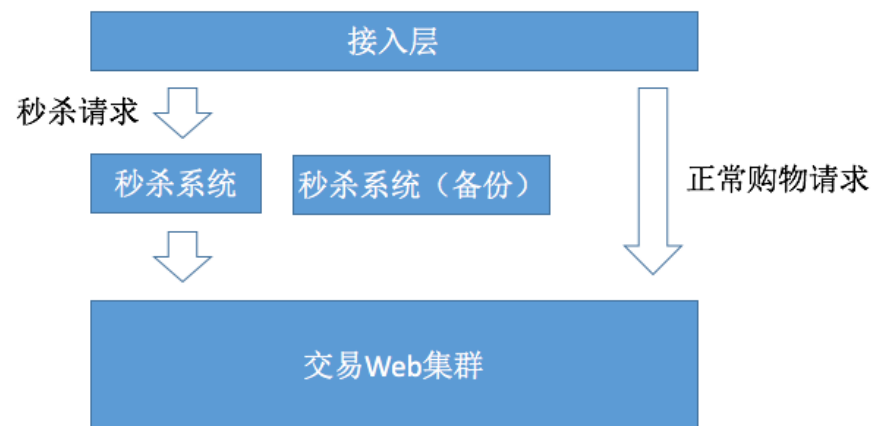 接入层
秒杀请求
秒杀系统
秒杀系统（备份）
正常购物请求
交易Web集群